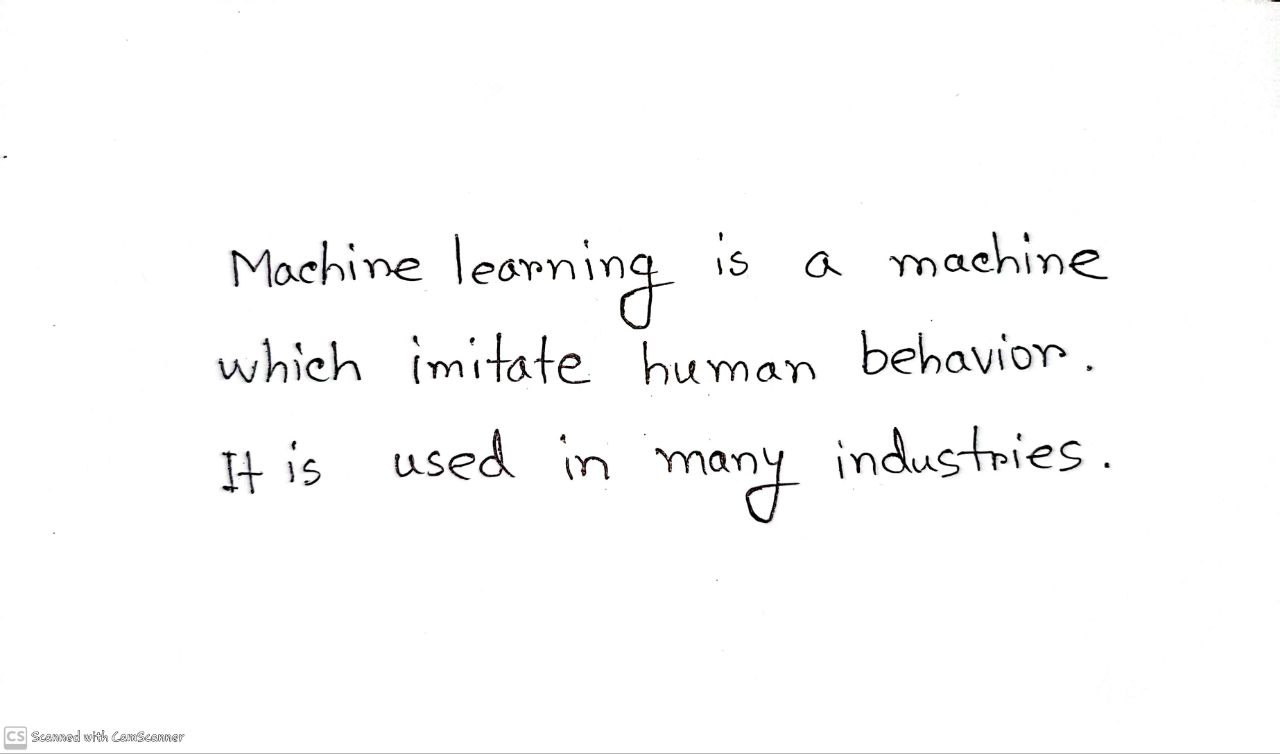 Machine learning is a machine
which imitate human behavior.
It is used in many industries.
CS Scanned with CamScanner